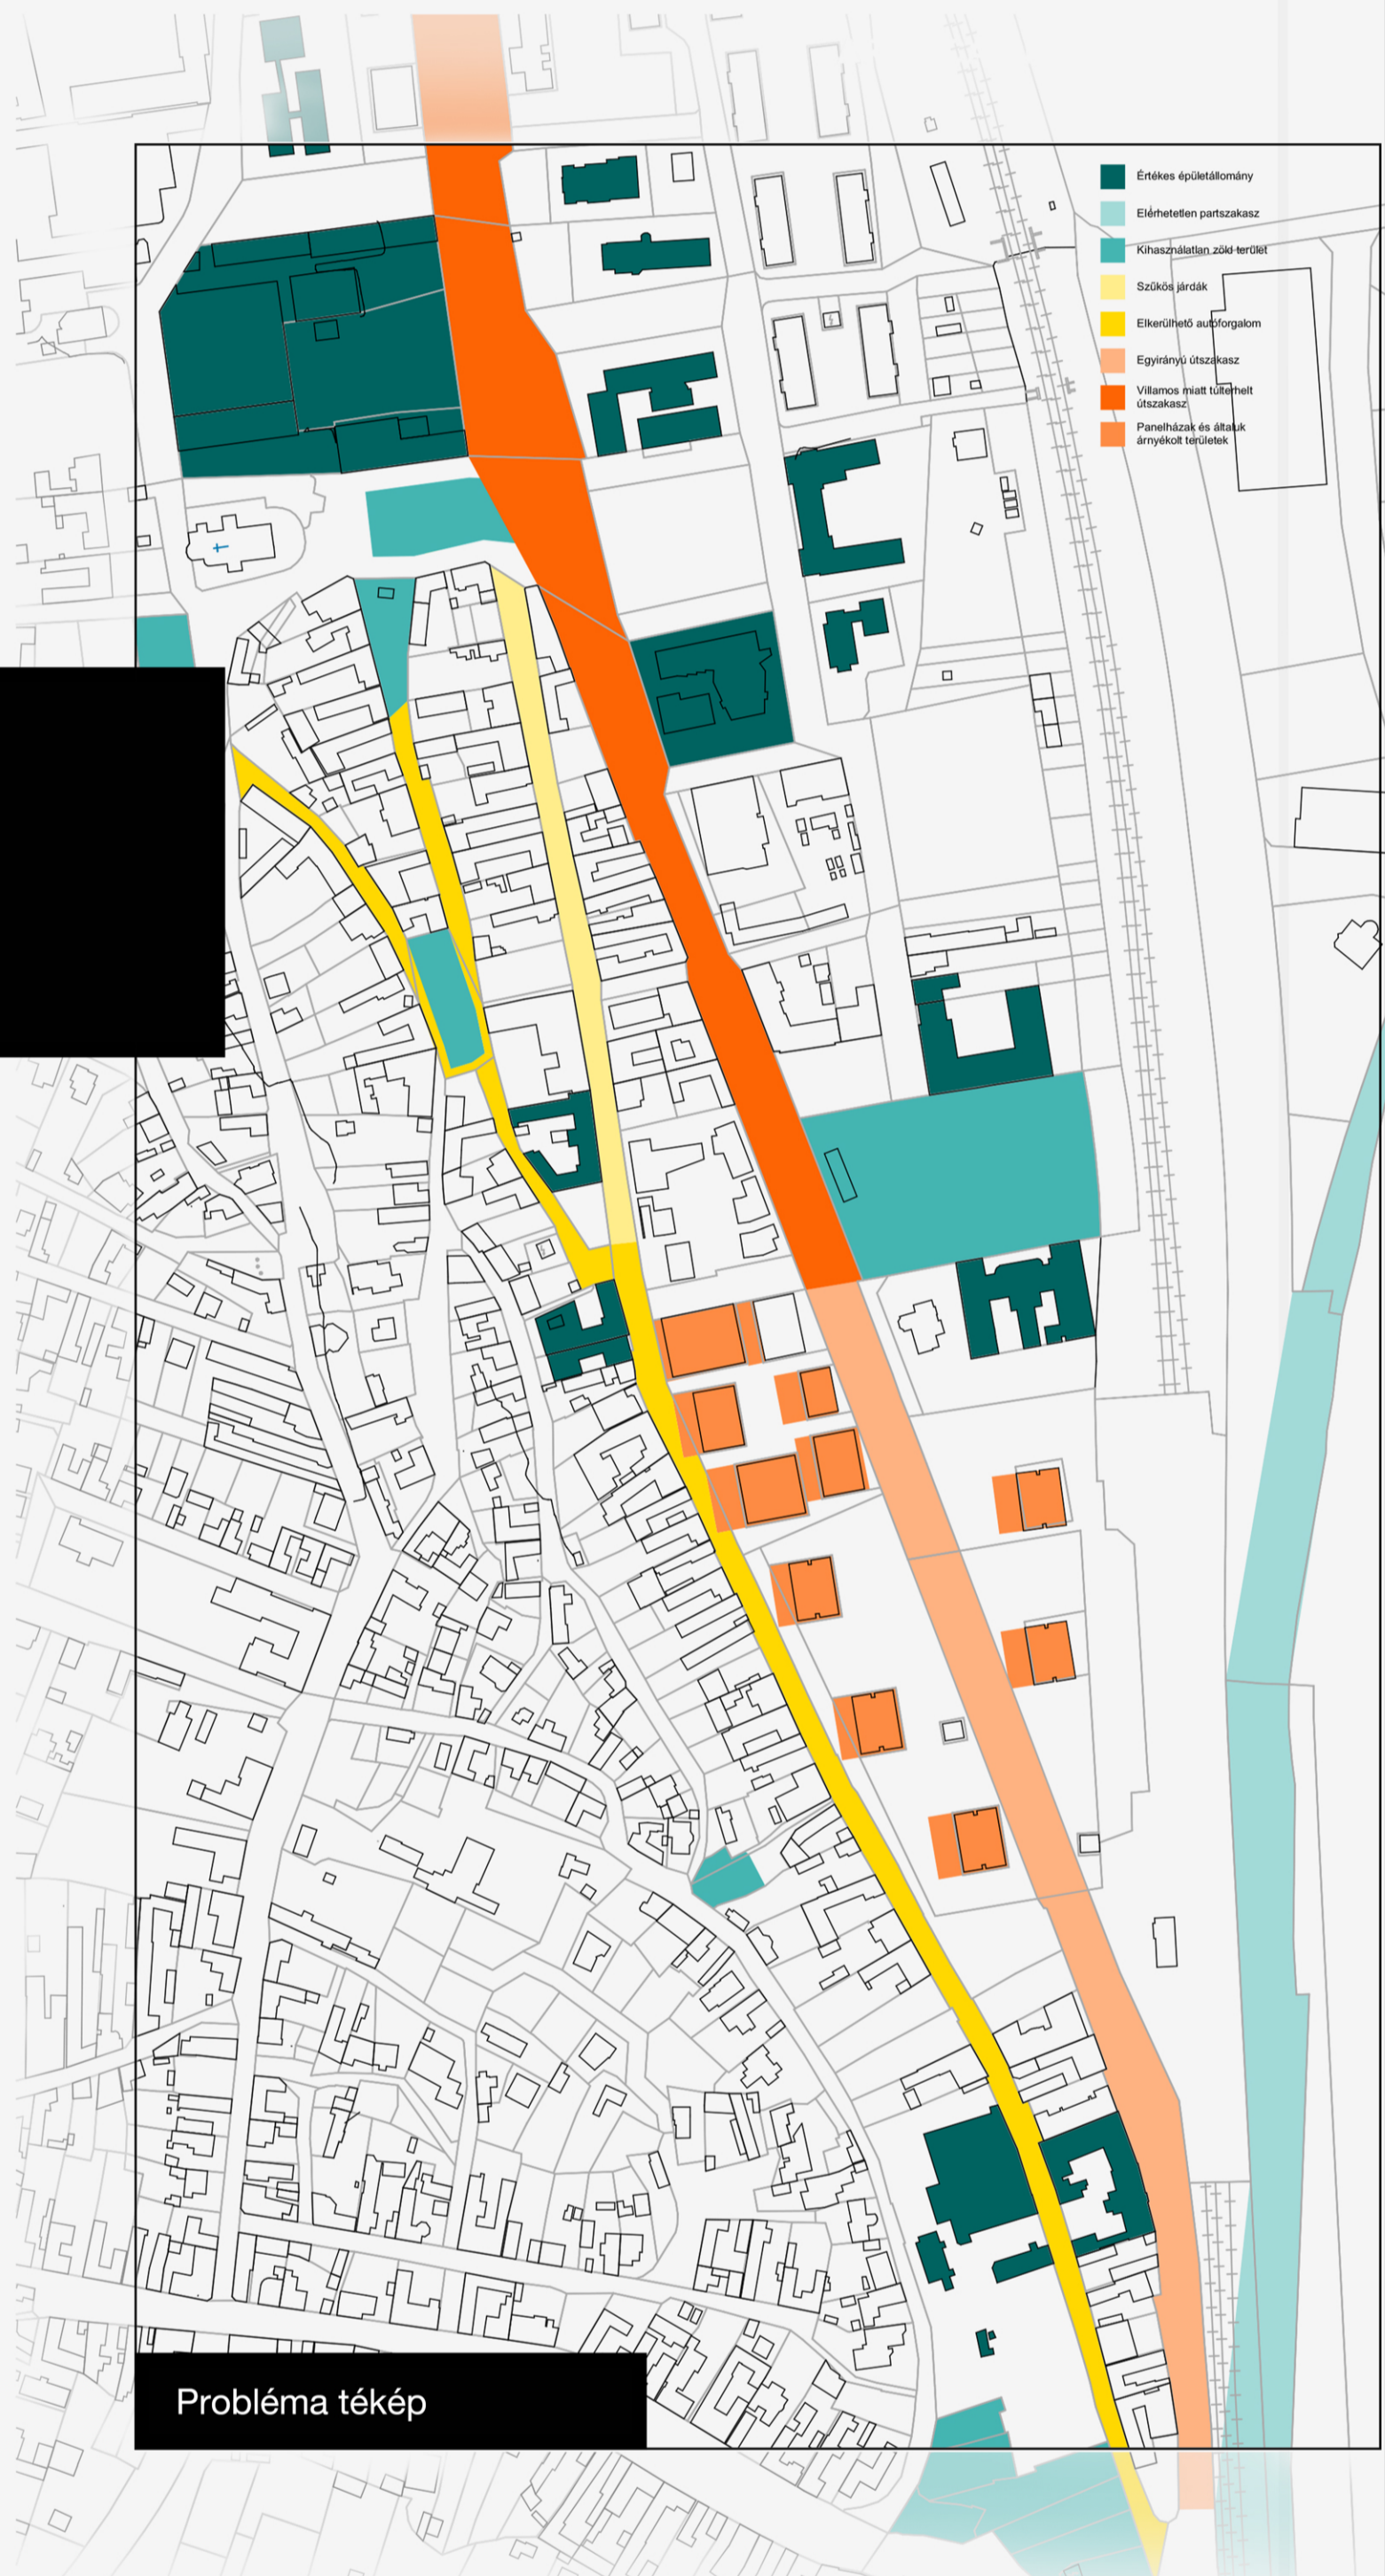 Értékes épületállomány
Elérhetetlen partszakasz
Kihasználatlan zöld terület
Szűkös járdák
Elkerülhető autóforgalom
Egyirányú útszakasz
Villamos miatt túlterhelt
útszakasz
Panelházak és általuk
árnyékolt területek
Probléma tékép